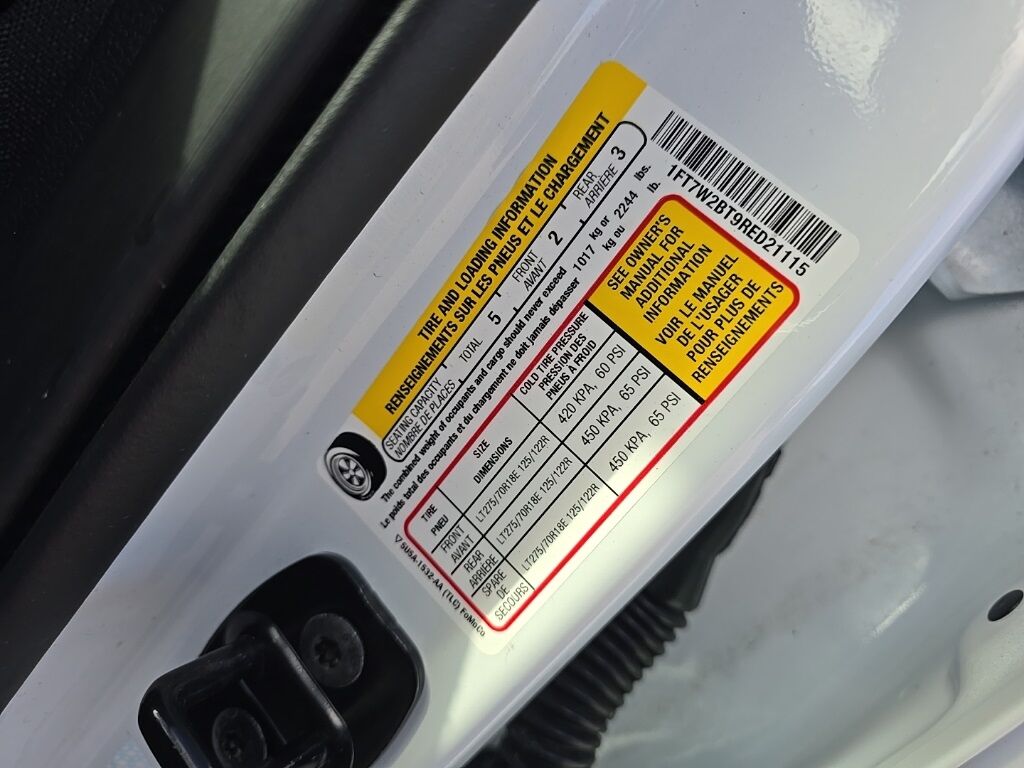 TIRE AND LOADING INFORMATION
RENSEIGNEMENTS SUR LES PNEUS ET LE CHARGEMENT
SEATING CAPACITY
NOMBRE DE PLACES
TOTAL 5
FRONT
AVANT
2
REAR
ARRIÈRE
3
The combined weight of occupants and cargo should never exceed 1017 kg or 2244 lbs.
Le poids total des occupants et du chargement ne doit jamais dépasser kg ou lb.
TIRE
PNEU
SIZE
DIMENSIONS
COLD TIRE PRESSURE
PRESSION DES
PNEUS À FROID
FRONT
AVANT
LT275/70R18E 125/122R
420 KPA, 60 PSI
REAR
ARRIÈRE
LT275/70R18E 125/122R
450 KPA, 65 PSI
SPARE
DE
SECOURS
LT275/70R18E 125/122R
450 KPA, 65 PSI
SEE OWNER'S
MANUAL FOR
ADDITIONAL
INFORMATION
VOIR LE MANUEL
DE L'USAGER
POUR PLUS DE
RENSEIGNEMENTS
1FT7W2BT9RED21115
5U5A-1532-AA (TLC) FoMoCo